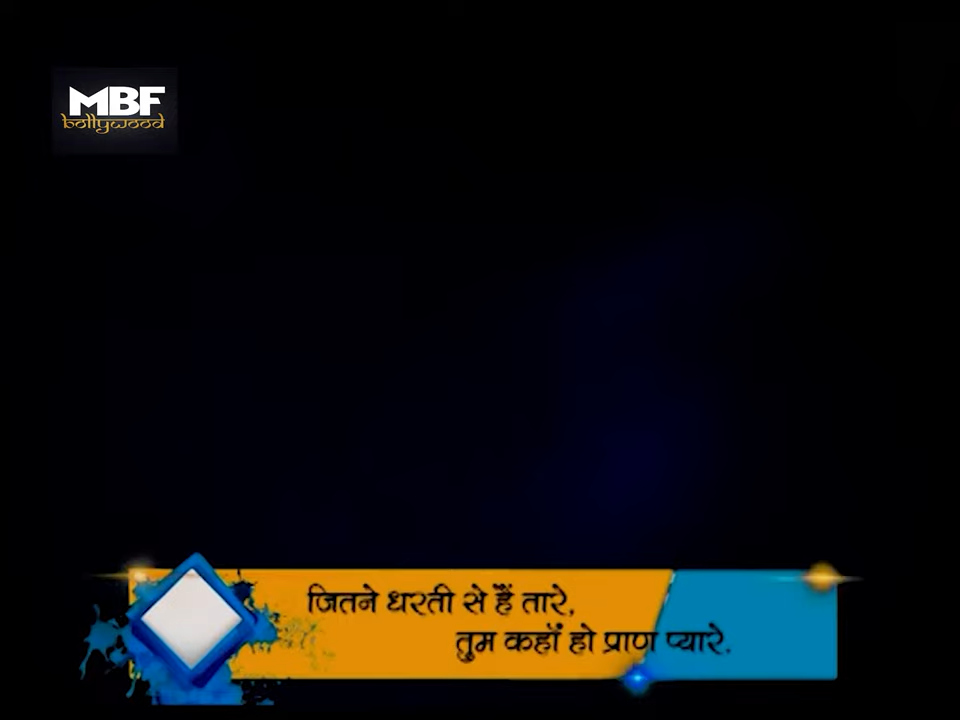 MBF
bollywood
जितने धरती से हैं तारे,
तुम कहाँ हो प्राण प्यारे.